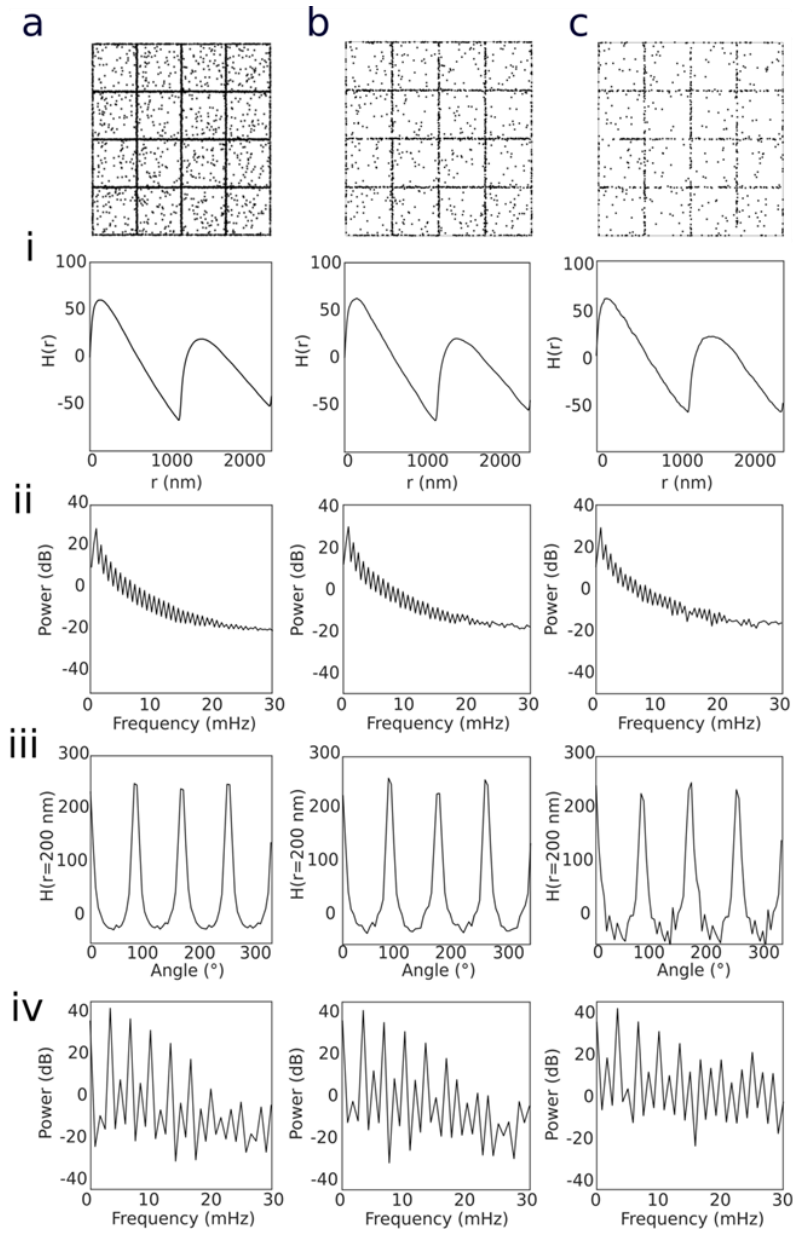 a b c
i
100 100 100
50 50 50
0 0 0
-50 -50 -50
H(r) H(r) H(r)
0 1000 2000 0 1000 2000 0 1000 2000
r (nm) r (nm) r (nm)
ii
40 40 40
20 20 20
0 0 0
-20 -20 -20
-40 -40 -40
Power (dB) Power (dB) Power (dB)
0 10 20 30 0 10 20 30 0 10 20 30
Frequency (mHz) Frequency (mHz) Frequency (mHz)
iii
300 300 300
200 200 200
100 100 100
0 0 0
H(r=200 nm) H(r=200 nm) H(r=200 nm)
0 100 200 300 0 100 200 300 0 100 200 300
Angle (°) Angle (°) Angle (°)
iv
40 40 40
20 20 20
0 0 0
-20 -20 -20
-40 -40 -40
Power (dB) Power (dB) Power (dB)
0 10 20 30 0 10 20 30 0 10 20 30
Frequency (mHz) Frequency (mHz) Frequency (mHz)